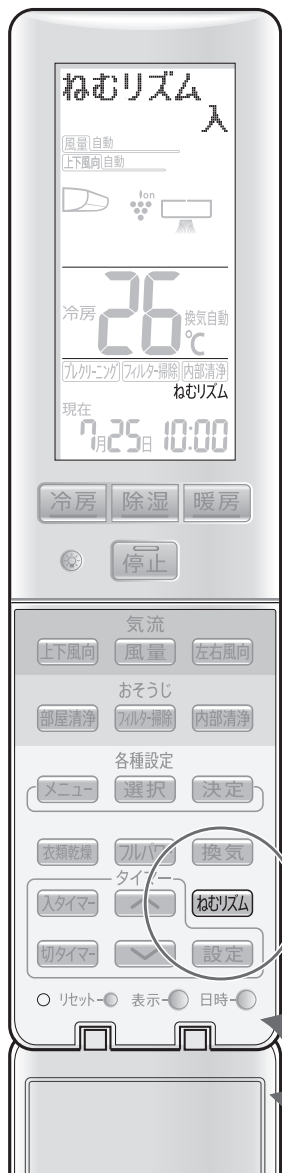 ねむリズム
入
風量 自動
上下風向 自動
Ion
冷房 26℃ 換気自動
プレクリーニング フィルター掃除 内部清浄
ねむリズム
現在
7月25日 10:00
冷房 除湿 暖房
停止
気流
上下風向 風量 左右風向
おそうじ
部屋清浄 フィルター掃除 内部清浄
各種設定
メニュー 選択 決定
衣類乾燥 フルパワー 換気
タイマー
入タイマー ねむリズム
切タイマー 設定
リセット 表示 日時